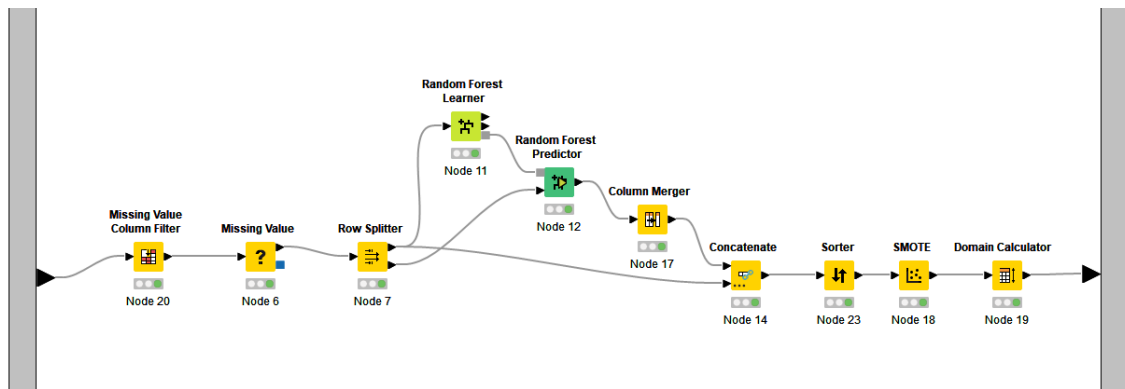 Random Forest
Learner
Node 11
Random Forest
Predictor
Node 12
Column Merger
Node 17
Missing Value
Column Filter
Node 20
Missing Value
?
Node 6
Row Splitter
Node 7
Concatenate
Node 14
Sorter
Node 23
SMOTE
Node 18
Domain Calculator
Node 19